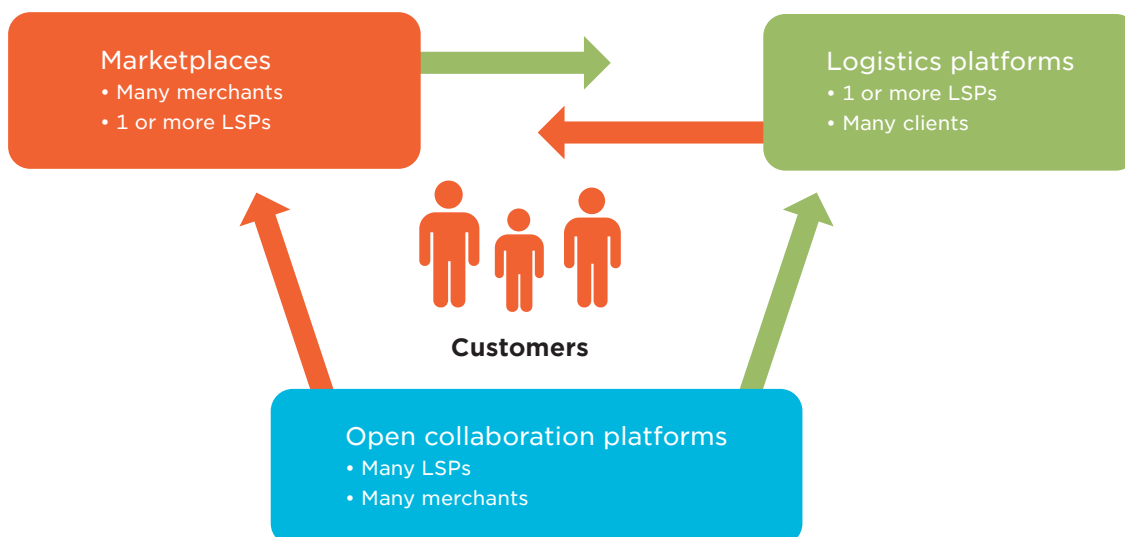 Marketplaces
• Many merchants
• 1 or more LSPs
Logistics platforms
• 1 or more LSPs
• Many clients
Customers
Open collaboration platforms
• Many LSPs
• Many merchants